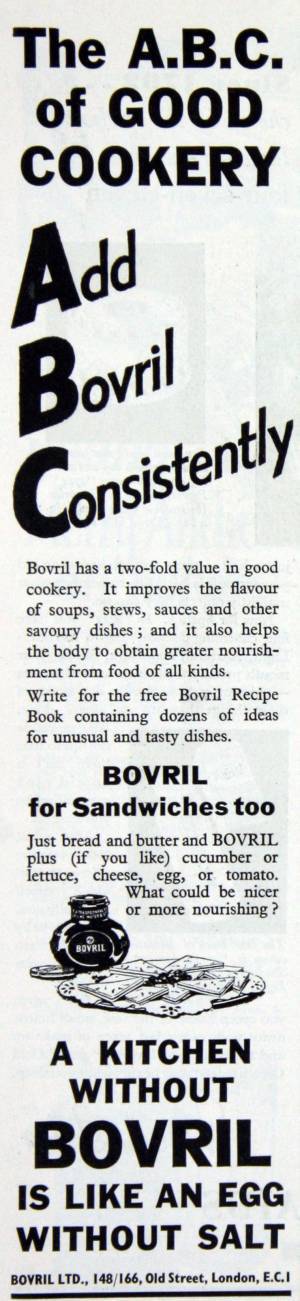 The A.B.C.
of GOOD
COOKERY
Add
Bovril
Consistently
Bovril has a two-fold value in good
cookery. It improves the flavour
of soups, stews, sauces and other
savoury dishes; and it also helps
the body to obtain greater nourish-
ment from food of all kinds.
Write for the free Bovril Recipe
Book containing dozens of ideas
for unusual and tasty dishes.
BOVRIL
for Sandwiches too
Just bread and butter and BOVRIL
plus (if you like) cucumber or
lettuce, cheese, egg, or tomato.
What could be nicer
or more nourishing?
BOVRIL
A KITCHEN
WITHOUT
BOVRIL
IS LIKE AN EGG
WITHOUT SALT
BOVRIL LTD., 148/166, Old Street, London, E.C.1